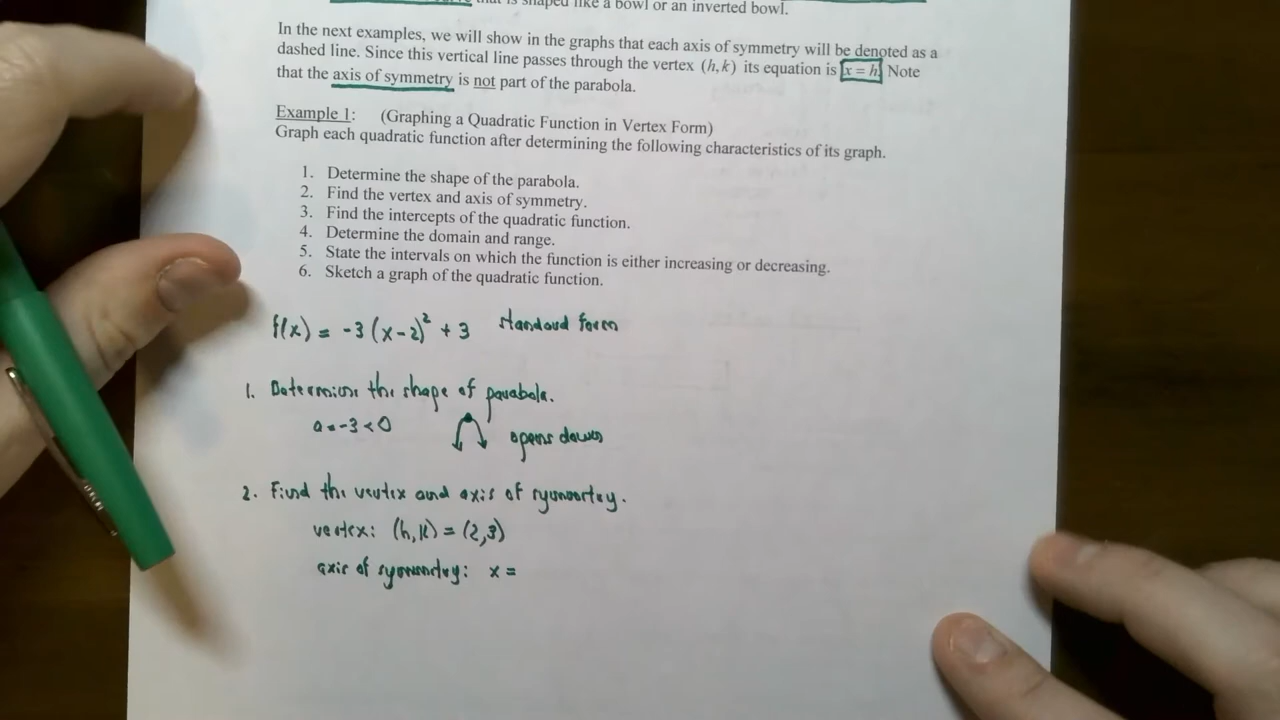 that is shaped like a bowl or an inverted bowl.
In the next examples, we will show in the graphs that each axis of symmetry will be denoted as a
dashed line. Since this vertical line passes through the vertex (h, k) its equation is x = h. Note
that the axis of symmetry is not part of the parabola.
Example 1: (Graphing a Quadratic Function in Vertex Form)
Graph each quadratic function after determining the following characteristics of its graph.
1. Determine the shape of the parabola.
2. Find the vertex and axis of symmetry.
3. Find the intercepts of the quadratic function.
4. Determine the domain and range.
5. State the intervals on which the function is either increasing or decreasing.
6. Sketch a graph of the quadratic function.
f(x) = -3(x-2)² + 3 standard form
1. Determine the shape of parabola.
a = -3 < 0 opens down
2. Find the vertex and axis of symmetry.
vertex: (h,k) = (2,3)
axis of symmetry: x =